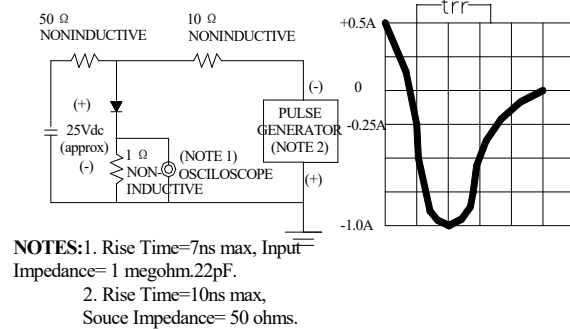 50 Ω
NONINDUCTIVE
10 Ω
NONINDUCTIVE
trr
+0.5A
(+)
25Vdc
(approx)
(-)
1 Ω
NON-
INDUCTIVE
(NOTE 1)
OSCILOSCOPE
(-)
PULSE
GENERATOR
(NOTE 2)
(+)
0
-0.25A
-1.0A
NOTES:1. Rise Time=7ns max, Input
Impedance= 1 megohm.22pF.
2. Rise Time=10ns max,
Souce Impedance= 50 ohms.